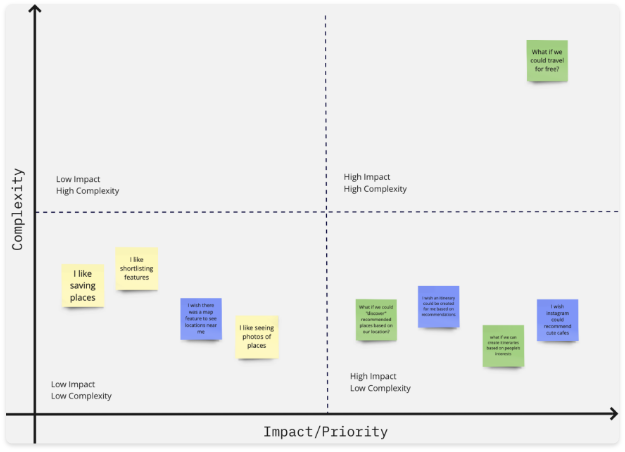 What if we
could travel
for free?
Complexity
Low Impact
High Complexity
High Impact
High Complexity
I like
saving
places
I like
shortlisting
features
I wish there
was a map
feature to see
locations near
me
I like seeing
photos of
places
What if we could
"discover"
recommended
places based on
our location?
I wish an itinerary
could be created
for me based on
recommendations
what if we can
create itineraries
based on people's
interests
I wish
instagram
could
recommend
cute cafes
Low Impact
Low Complexity
High Impact
Low Complexity
Impact/Priority